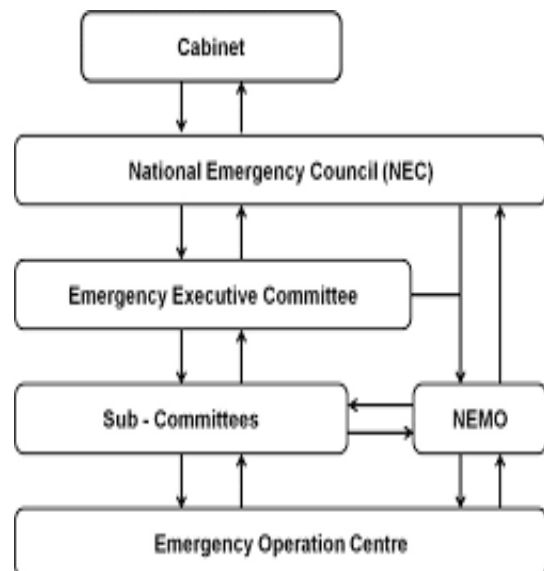 Cabinet
National Emergency Council (NEC)
Emergency Executive Committee
Sub - Committees
NEMO
Emergency Operation Centre